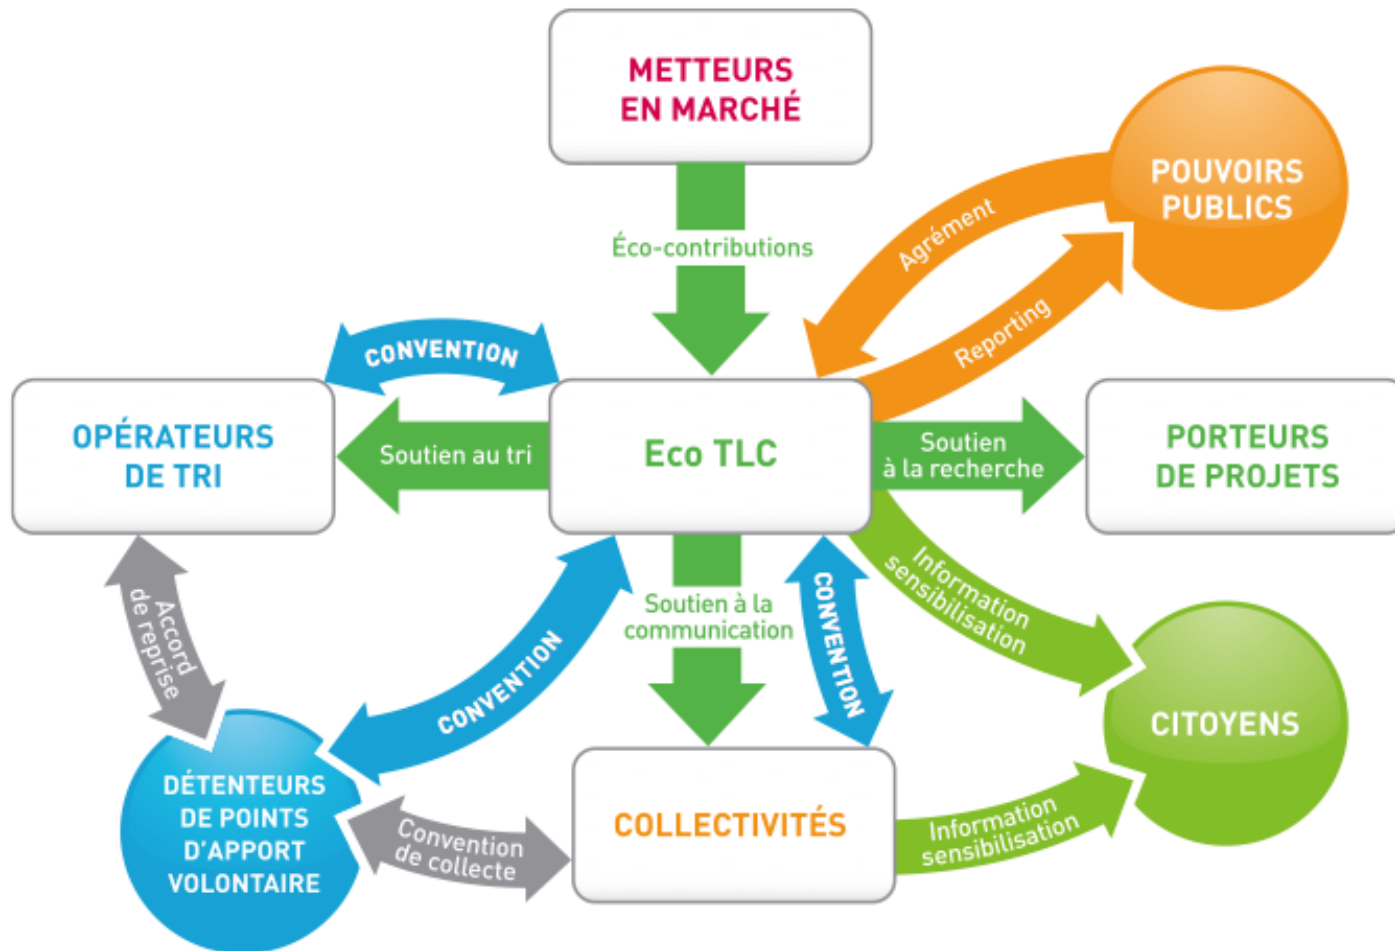 METTEURS
EN MARCHÉ
POUVOIRS
PUBLICS
Éco-contributions
Agrément
Reporting
CONVENTION
OPÉRATEURS
DE TRI
Soutien au tri
Eco TLC
Soutien
à la recherche
PORTEURS
DE PROJETS
Accord
de reprise
CONVENTION
Soutien à la
communication
CONVENTION
Information
sensibilisation
CITOYENS
DÉTENTEURS
DE POINTS
D'APPORT
VOLONTAIRE
Convention
de collecte
COLLECTIVITÉS
Information
sensibilisation